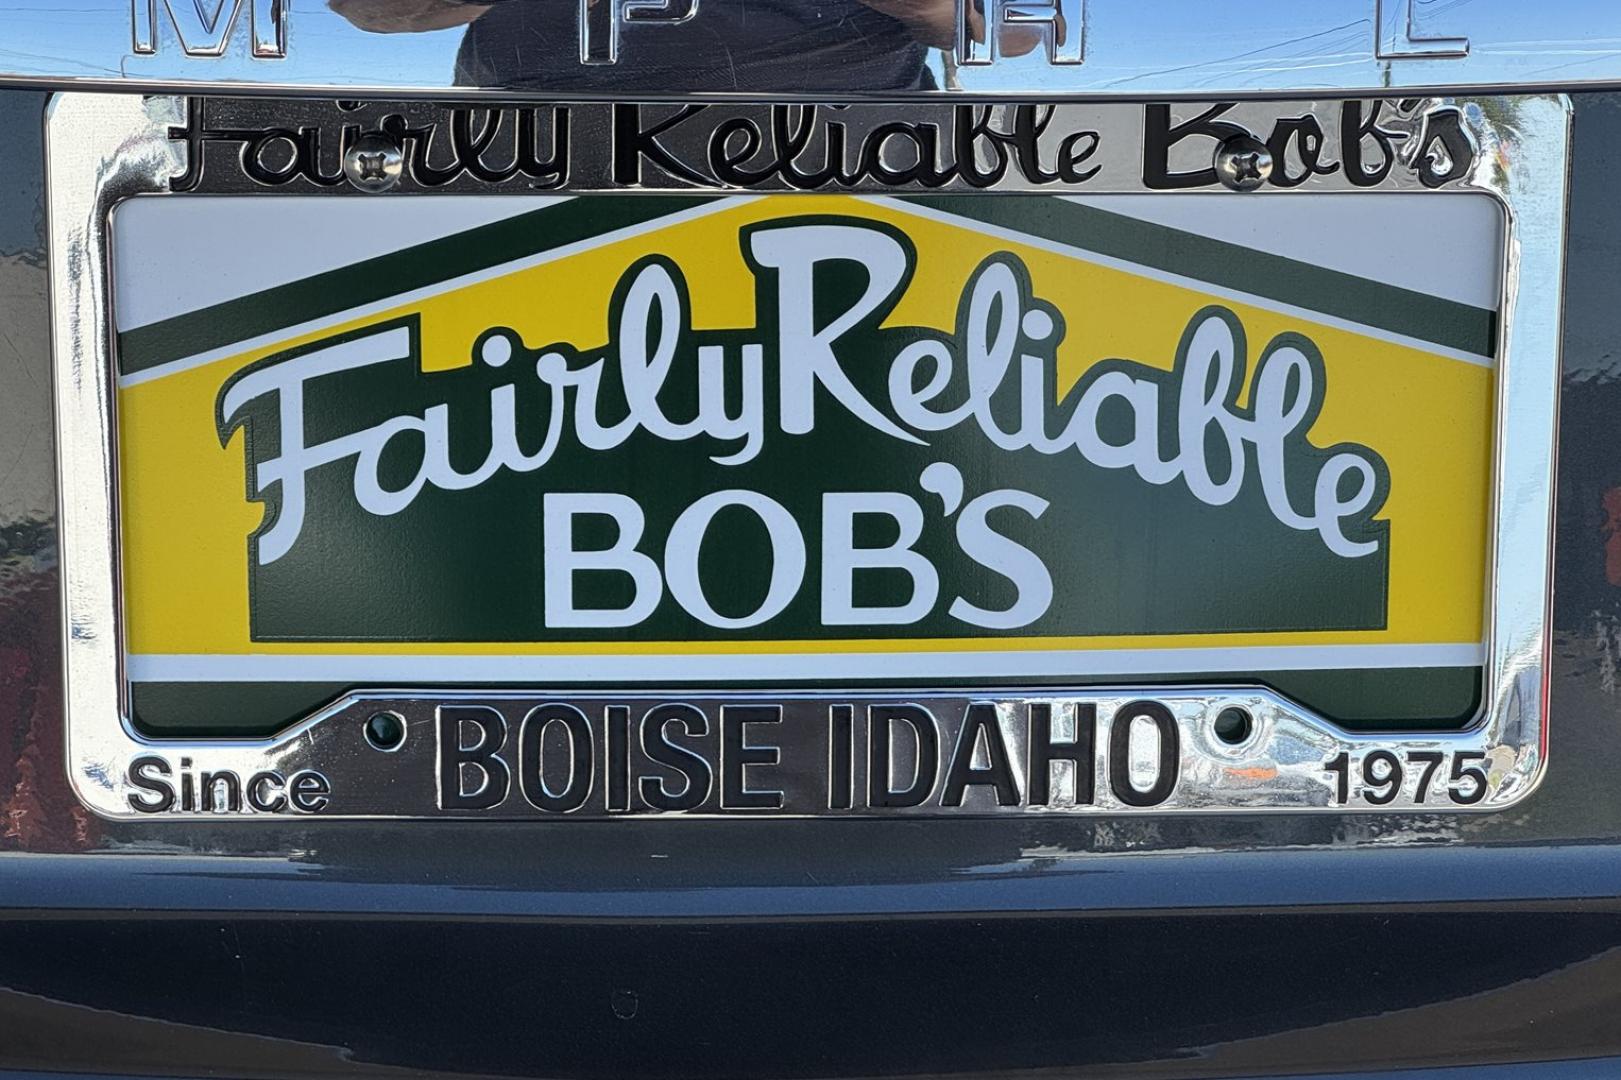 Fairly Reliable Bob's
Fairly Reliable
BOB'S
Since BOISE IDAHO 1975